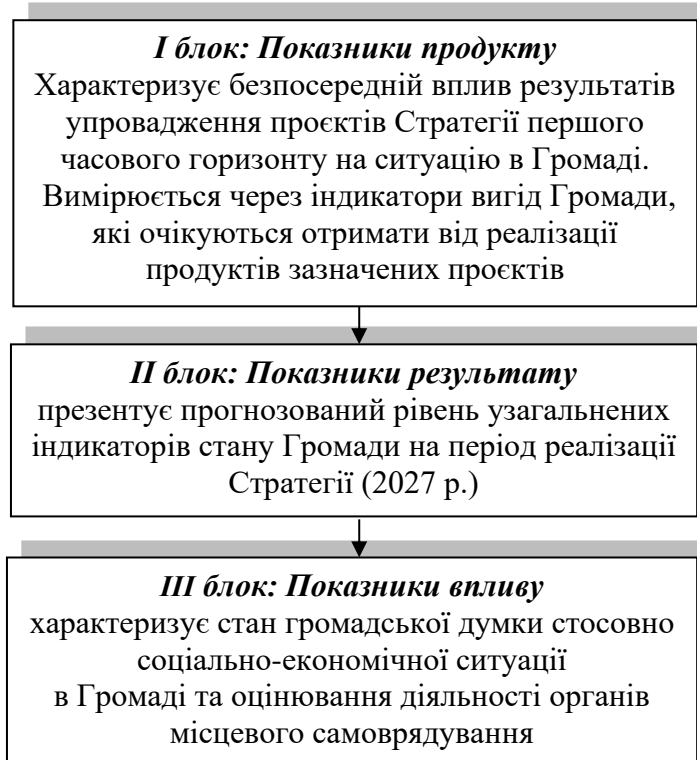 I блок: Показники продукту
Характеризує безпосередній вплив результатів
упровадження проєктів Стратегії першого
часового горизонту на ситуацію в Громаді.
Вимірюється через індикатори вигід Громади,
які очікуються отримати від реалізації
продуктів зазначених проєктів
II блок: Показники результату
презентує прогнозований рівень узагальнених
індикаторів стану Громади на період реалізації
Стратегії (2027 р.)
III блок: Показники впливу
характеризує стан громадської думки стосовно
соціально-економічної ситуації
в Громаді та оцінювання діяльності органів
місцевого самоврядування